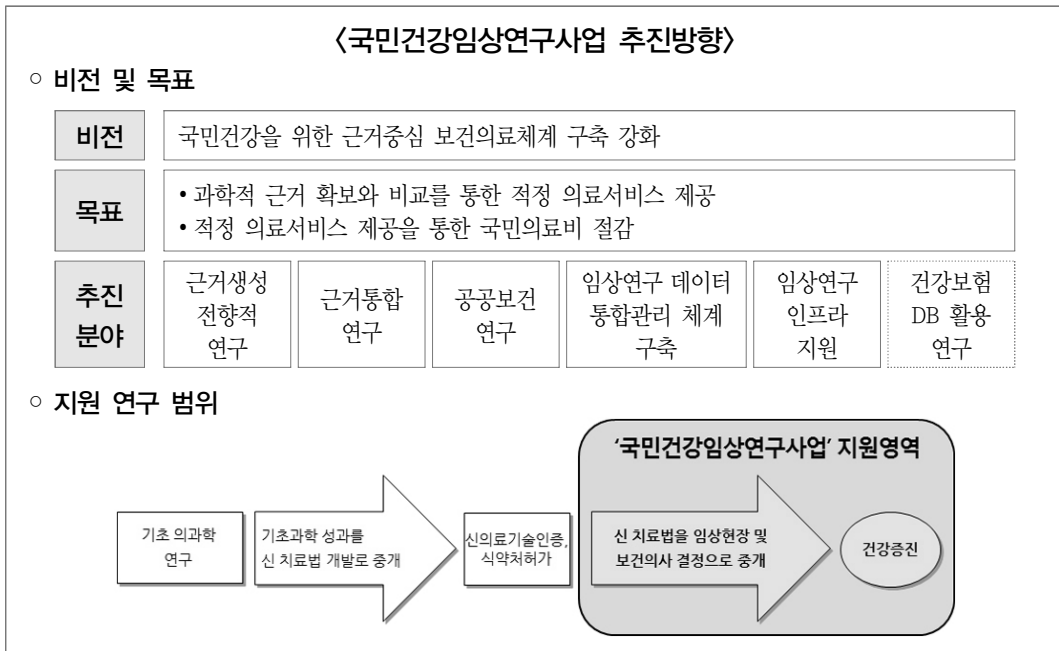 〈국민건강임상연구사업 추진방향〉
○ 비전 및 목표
비전
국민건강을 위한 근거중심 보건의료체계 구축 강화
목표
• 과학적 근거 확보와 비교를 통한 적정 의료서비스 제공
• 적정 의료서비스 제공을 통한 국민의료비 절감
추진
분야
근거생성
전향적
연구
근거통합
연구
공공보건
연구
임상연구 데이터
통합관리 체계
구축
임상연구
인프라
지원
건강보험
DB 활용
연구
○ 지원 연구 범위
'국민건강임상연구사업' 지원영역
기초 의과학
연구
기초과학 성과를
신 치료법 개발로 중개
신의료기술인증,
식약처허가
신 치료법을 임상현장 및
보건의사 결정으로 중개
건강증진